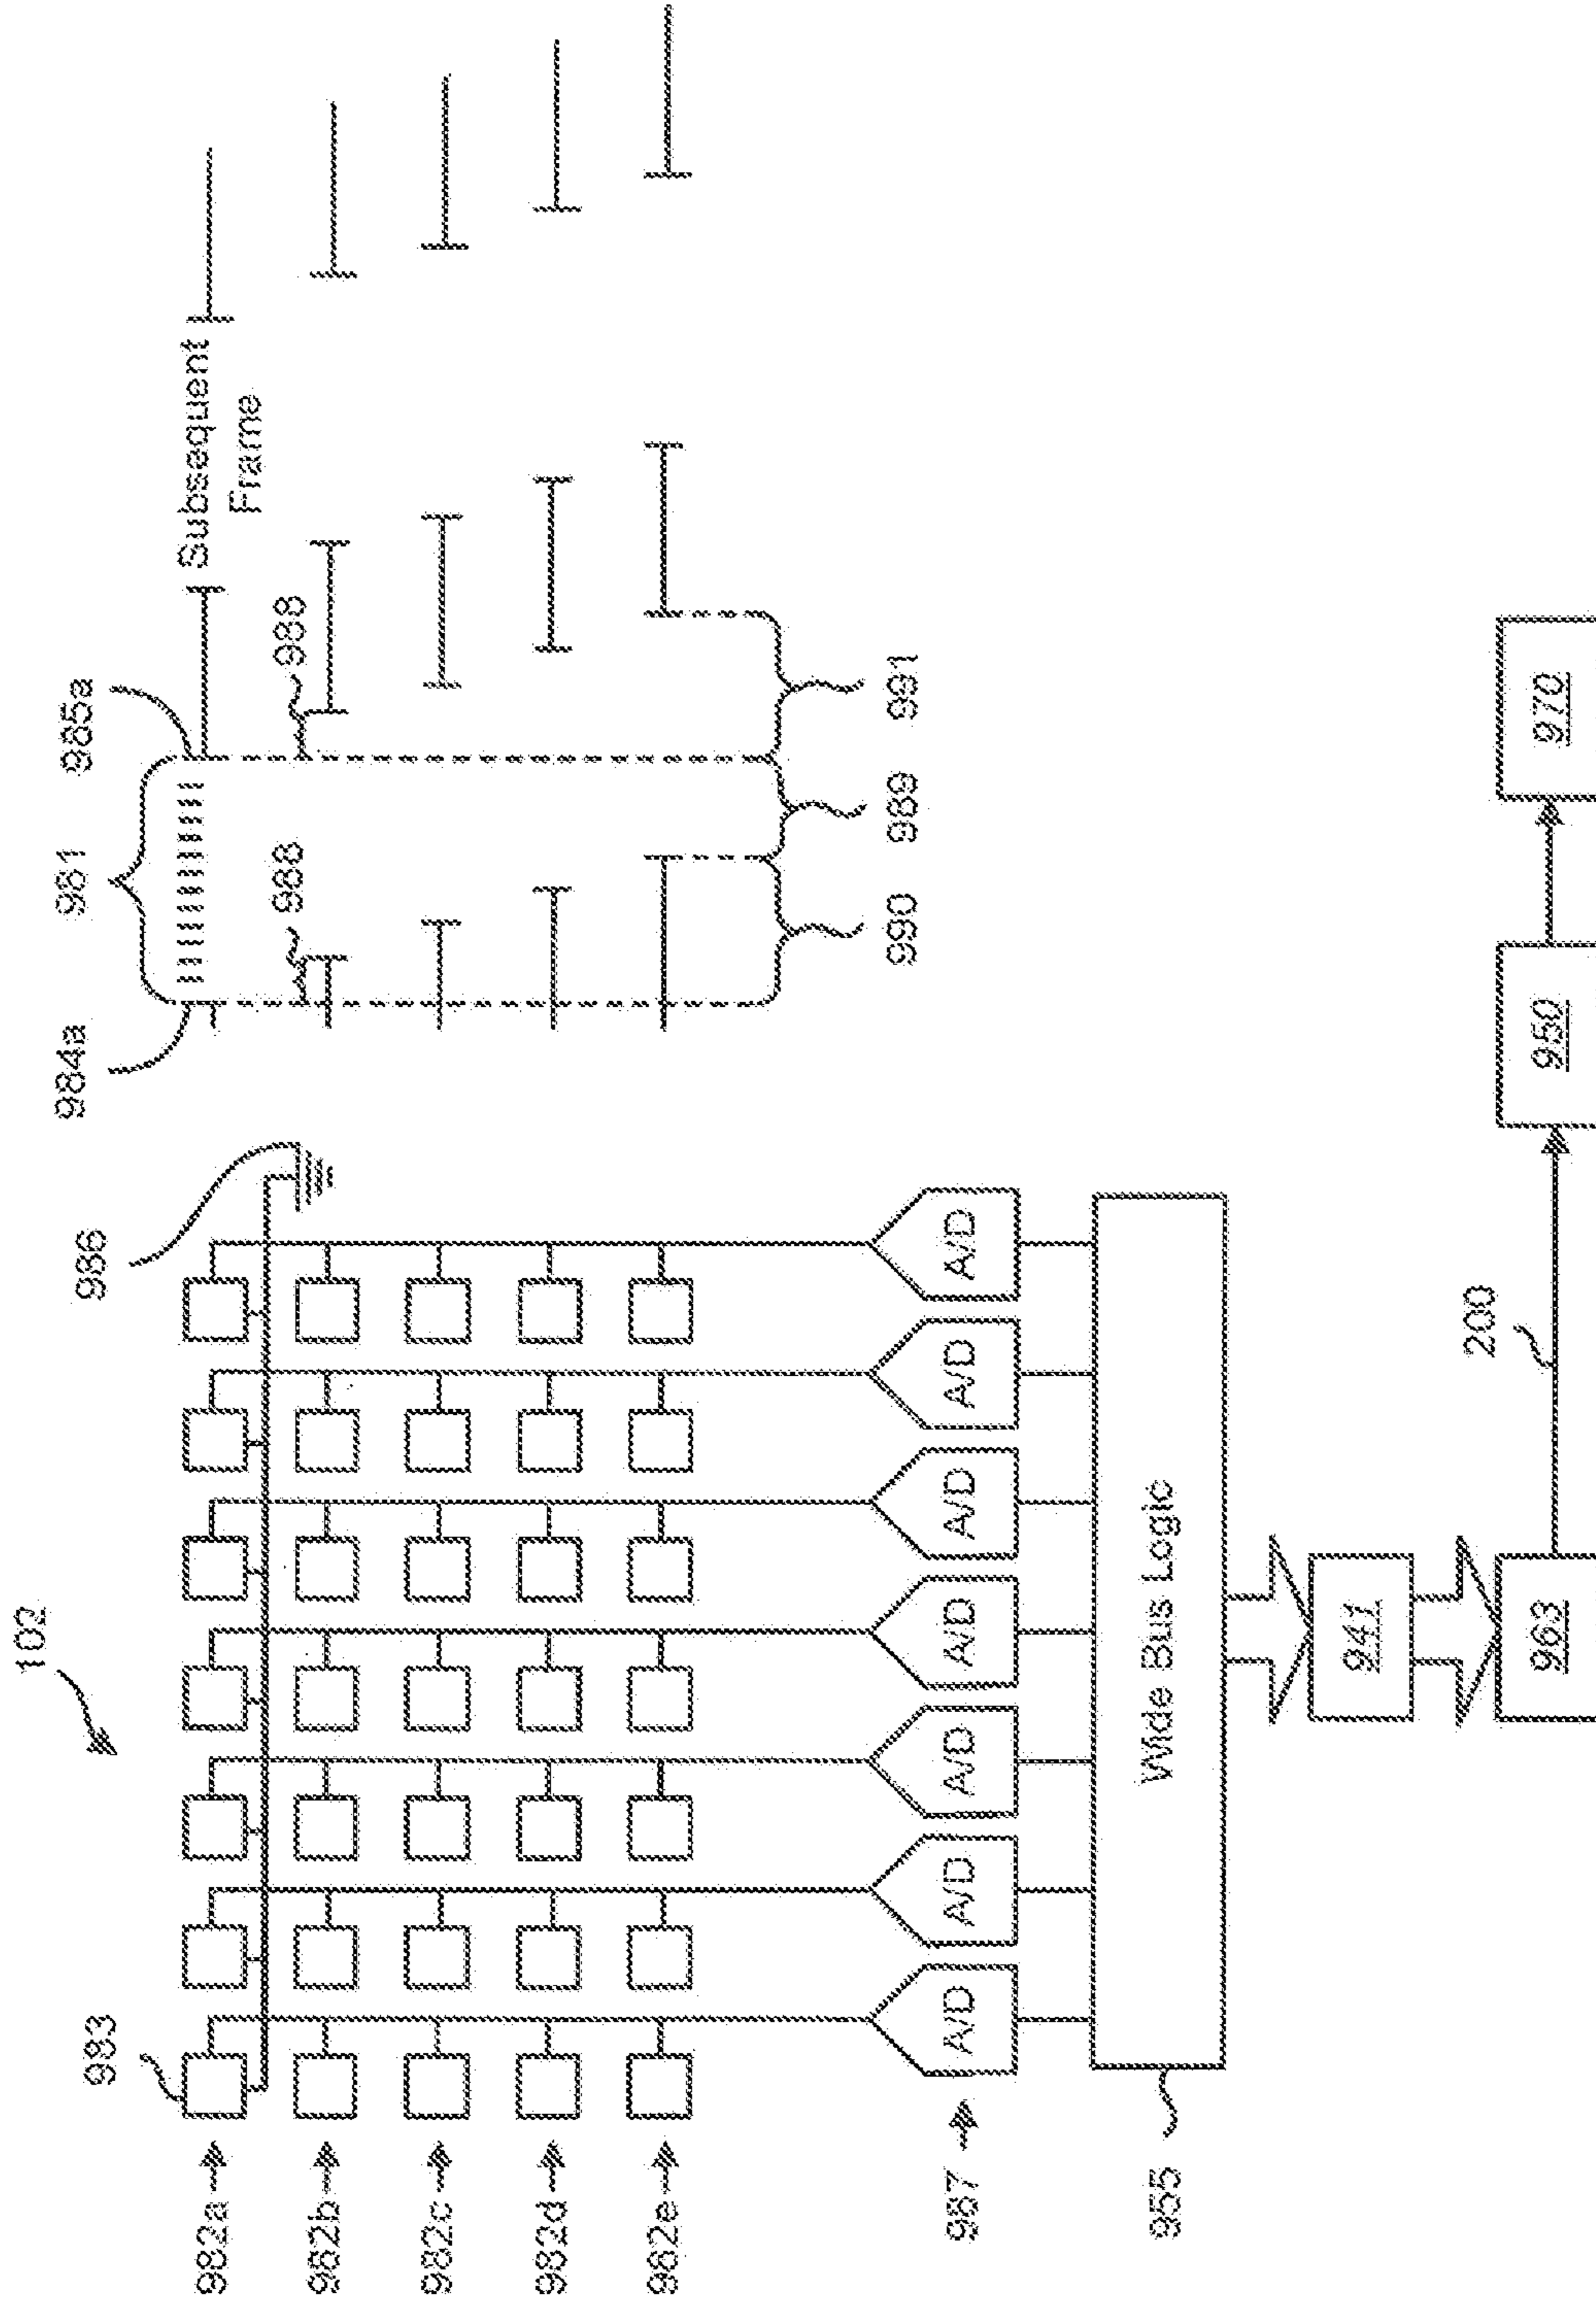 102
983
986
984a
981
985a
982a
Subsequent
Frame
988
988
982b
982c
982d
982e
990
989
991
987
A/D
A/D
A/D
A/D
A/D
A/D
A/D
955
Wide Bus Logic
941
200
963
950
970